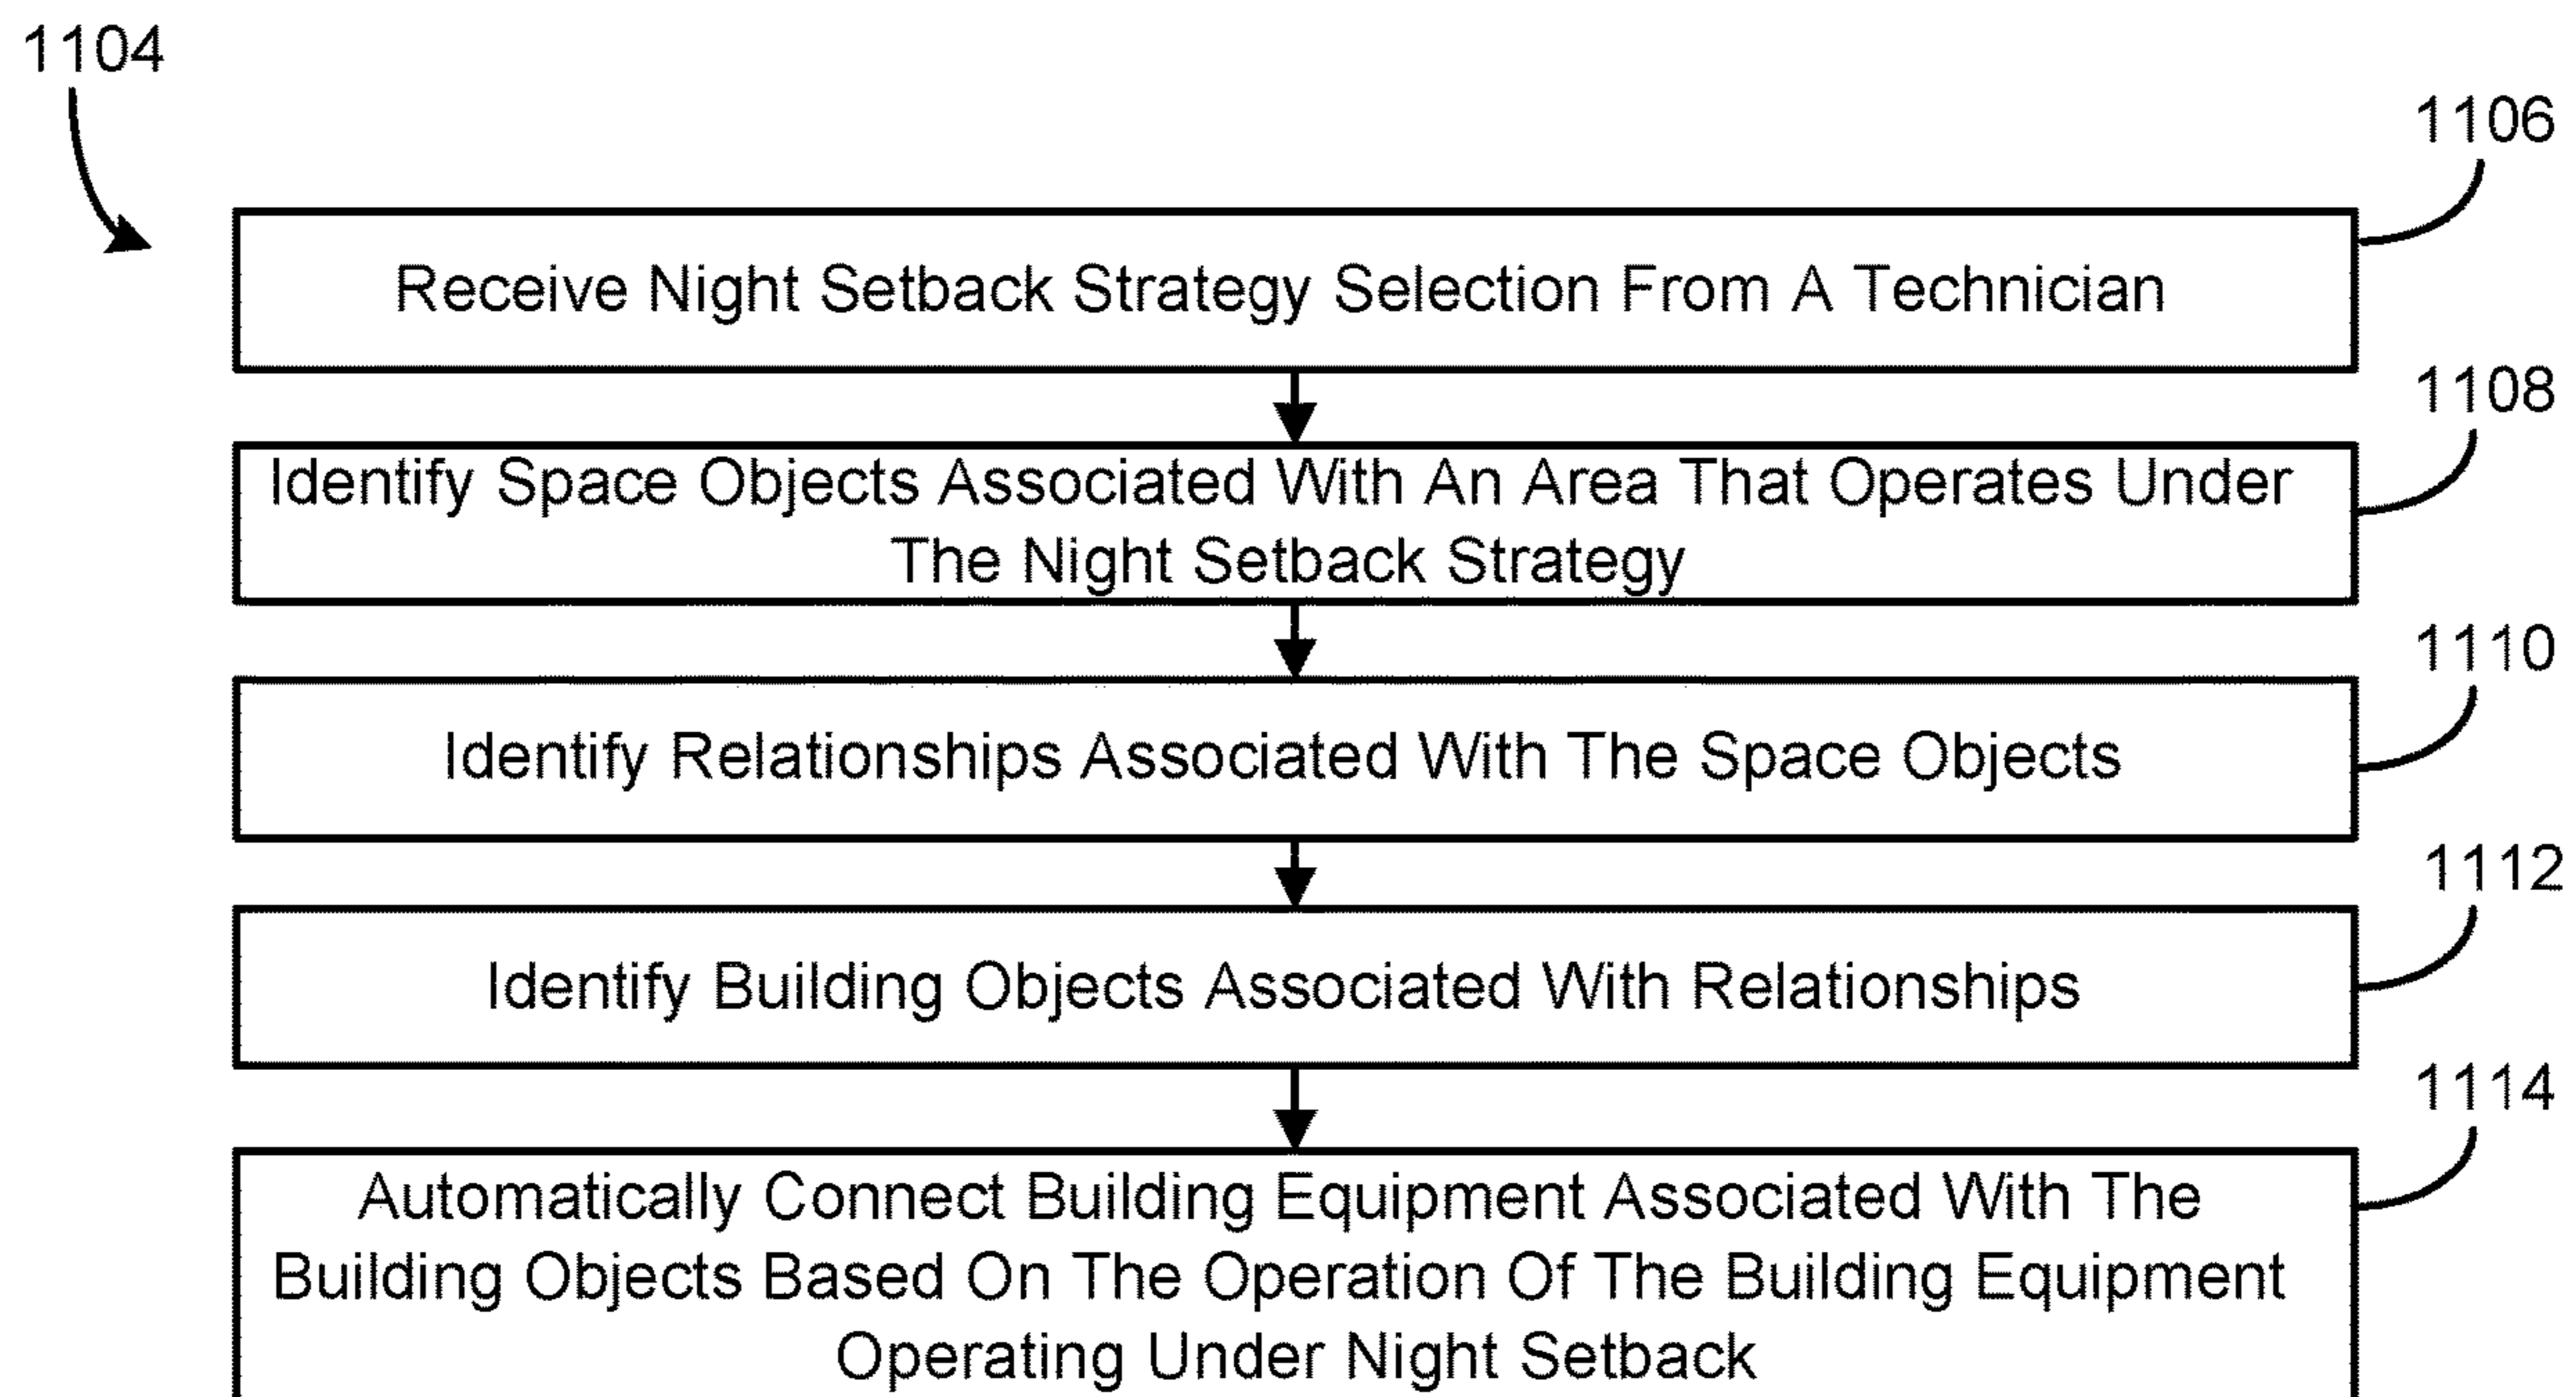 1104
1106
Receive Night Setback Strategy Selection From A Technician
1108
Identify Space Objects Associated With An Area That Operates Under
The Night Setback Strategy
1110
Identify Relationships Associated With The Space Objects
1112
Identify Building Objects Associated With Relationships
1114
Automatically Connect Building Equipment Associated With The
Building Objects Based On The Operation Of The Building Equipment
Operating Under Night Setback